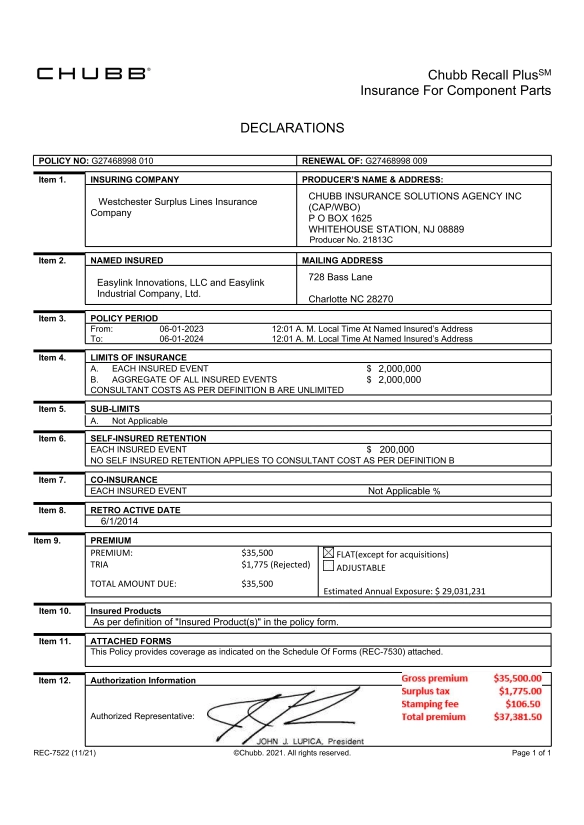 CHUBB®
Chubb Recall Plus℠
Insurance For Component Parts
DECLARATIONS
POLICY NO: G27468998 010 RENEWAL OF: G27468998 009
Item 1. INSURING COMPANY PRODUCER'S NAME & ADDRESS:
Westchester Surplus Lines Insurance
Company
CHUBB INSURANCE SOLUTIONS AGENCY INC
(CAP/WBO)
P O BOX 1625
WHITEHOUSE STATION, NJ 08889
Producer No. 21813C
Item 2. NAMED INSURED MAILING ADDRESS
Easylink Innovations, LLC and Easylink
Industrial Company, Ltd.
728 Bass Lane
Charlotte NC 28270
Item 3. POLICY PERIOD
From: 06-01-2023 12:01 A. M. Local Time At Named Insured's Address
To: 06-01-2024 12:01 A. M. Local Time At Named Insured's Address
Item 4. LIMITS OF INSURANCE
A. EACH INSURED EVENT $ 2,000,000
B. AGGREGATE OF ALL INSURED EVENTS $ 2,000,000
CONSULTANT COSTS AS PER DEFINITION B ARE UNLIMITED
Item 5. SUB-LIMITS
A. Not Applicable
Item 6. SELF-INSURED RETENTION
EACH INSURED EVENT $ 200,000
NO SELF INSURED RETENTION APPLIES TO CONSULTANT COST AS PER DEFINITION B
Item 7. CO-INSURANCE
EACH INSURED EVENT Not Applicable %
Item 8. RETRO ACTIVE DATE
6/1/2014
Item 9. PREMIUM
PREMIUM: $35,500 FLAT(except for acquisitions)
TRIA $1,775 (Rejected) ADJUSTABLE
TOTAL AMOUNT DUE: $35,500
Estimated Annual Exposure: $ 29,031,231
Item 10. Insured Products
As per definition of "Insured Product(s)" in the policy form.
Item 11. ATTACHED FORMS
This Policy provides coverage as indicated on the Schedule Of Forms (REC-7530) attached.
Item 12. Authorization Information
Gross premium $35,500.00
Surplus tax $1,775.00
Stamping fee $106.50
Total premium $37,381.50
Authorized Representative:
JOHN J. LUPICA, President
REC-7522 (11/21) ©Chubb. 2021. All rights reserved. Page 1 of 1